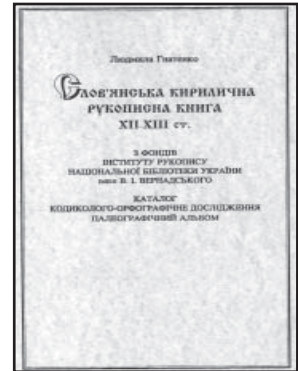 Людмила Гнатенко
СЛОВ'ЯНСЬКА КИРИЛИЧНА
РУКОПИСНА КНИГА
XII-XIII ст.
З ФОНДІВ
ІНСТИТУТУ РУКОПИСУ
НАЦІОНАЛЬНОЇ БІБЛІОТЕКИ УКРАЇНИ
імені В. І. ВЕРНАДСЬКОГО
КАТАЛОГ
КОДИКОЛОГО-ОРФОГРАФІЧНЕ ДОСЛІДЖЕННЯ
ПАЛЕОГРАФІЧНИЙ АЛЬБОМ